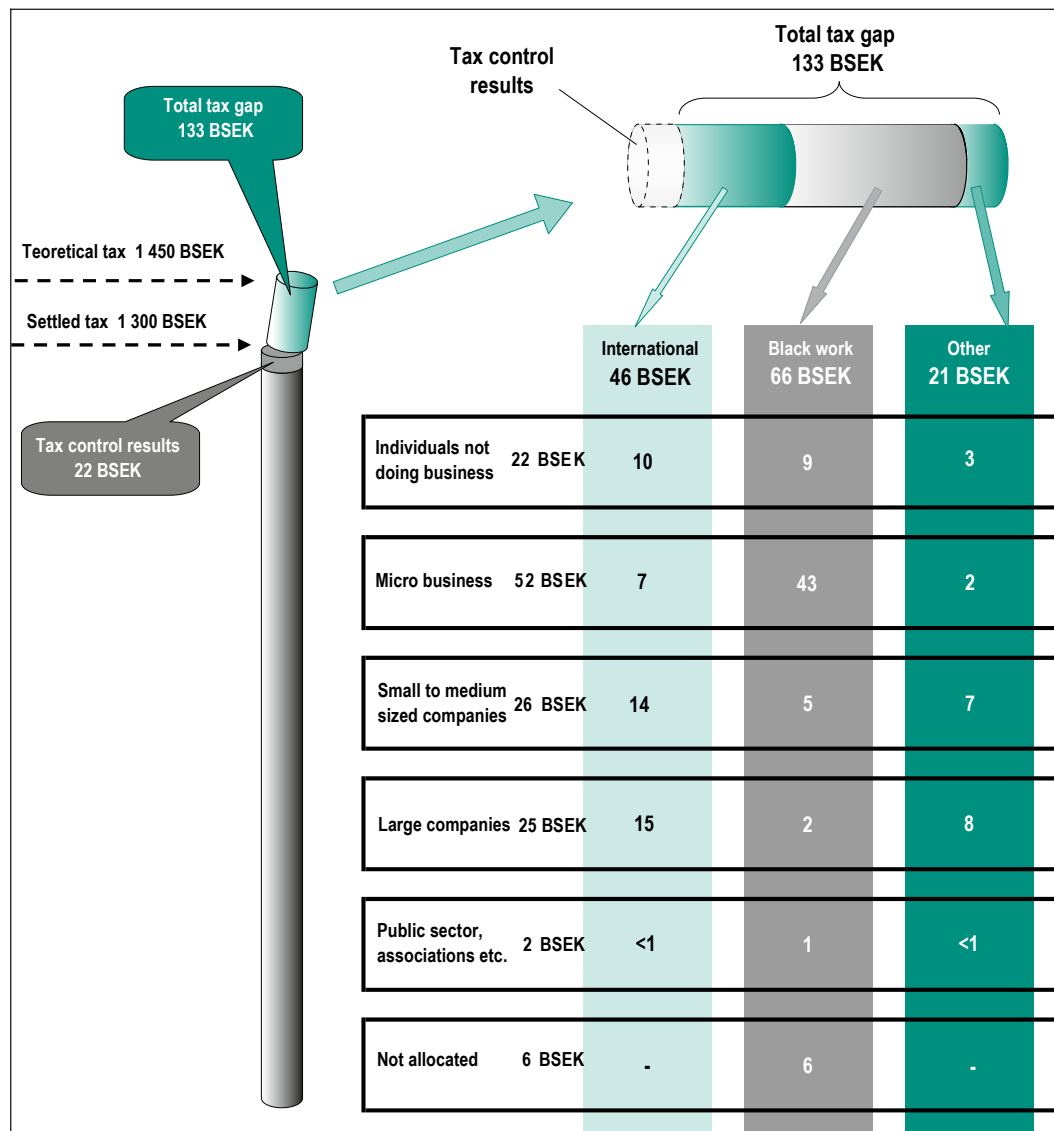 Total tax gap
133 BSEK
Tax control
results
Total tax gap
133 BSEK
Teoretical tax 1 450 BSEK
Settled tax 1 300 BSEK
Tax control results
22 BSEK
International
46 BSEK
Black work
66 BSEK
Other
21 BSEK
Individuals not
doing business
22 BSEK
10
9
3
Micro business
52 BSEK
7
43
2
Small to medium
sized companies
26 BSEK
14
5
7
Large companies
25 BSEK
15
2
8
Public sector,
associations etc.
2 BSEK
<1
1
<1
Not allocated
6 BSEK
-
6
-